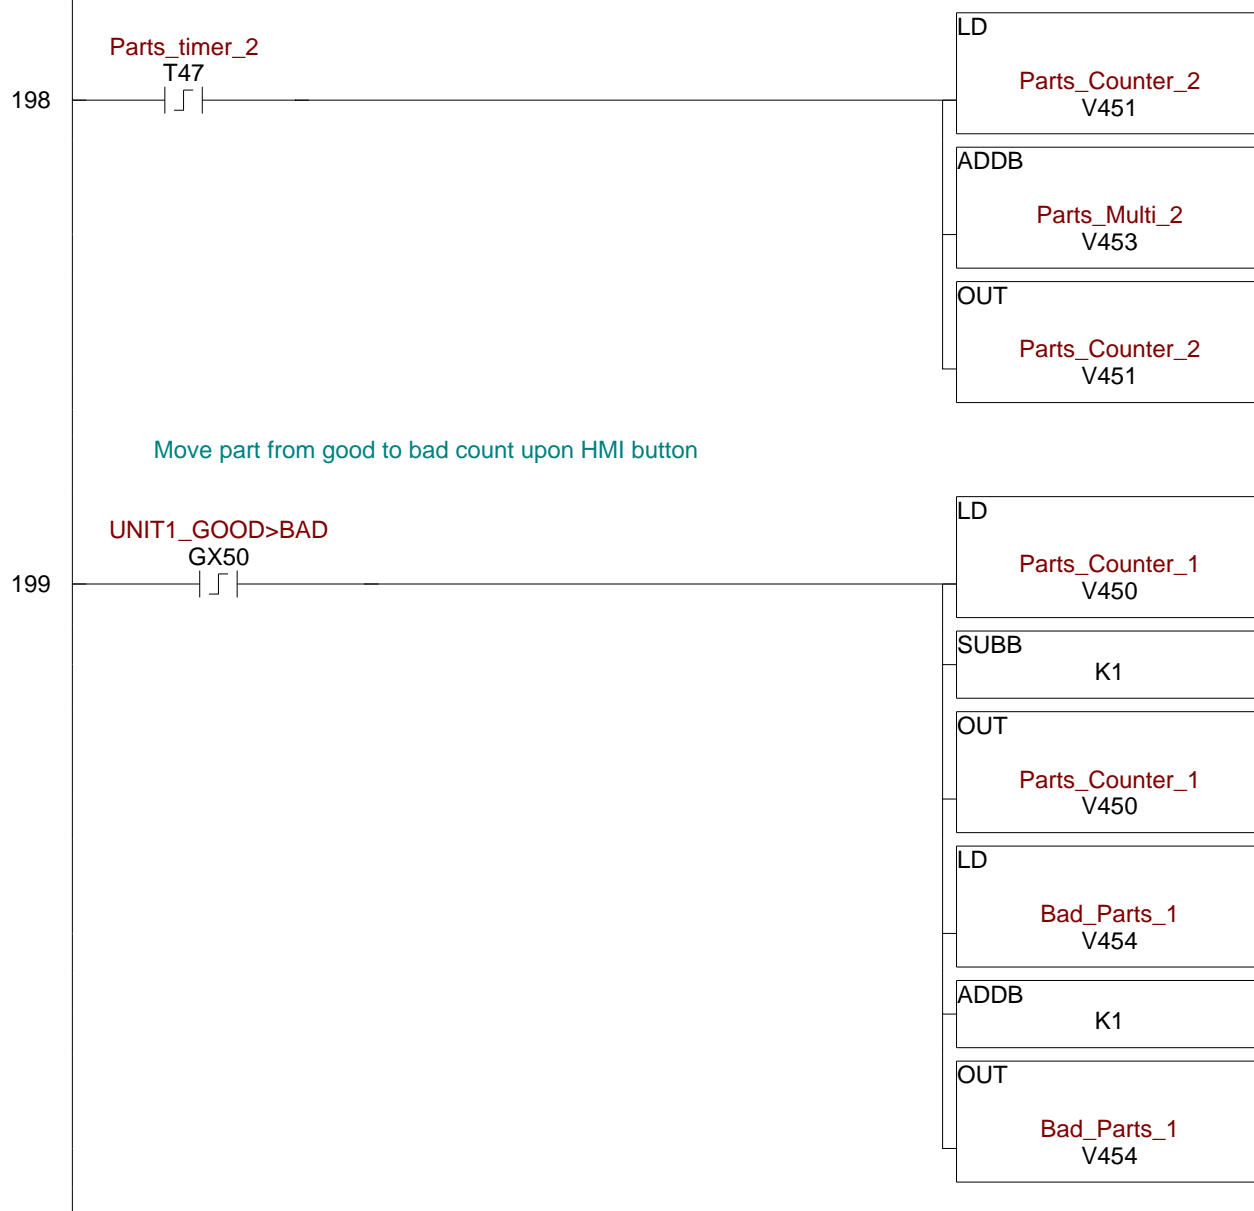 Parts_timer_2
T47
198
LD
Parts_Counter_2
V451
ADDB
Parts_Multi_2
V453
OUT
Parts_Counter_2
V451
Move part from good to bad count upon HMI button
UNIT1_GOOD>BAD
GX50
199
LD
Parts_Counter_1
V450
SUBB
K1
OUT
Parts_Counter_1
V450
LD
Bad_Parts_1
V454
ADDB
K1
OUT
Bad_Parts_1
V454